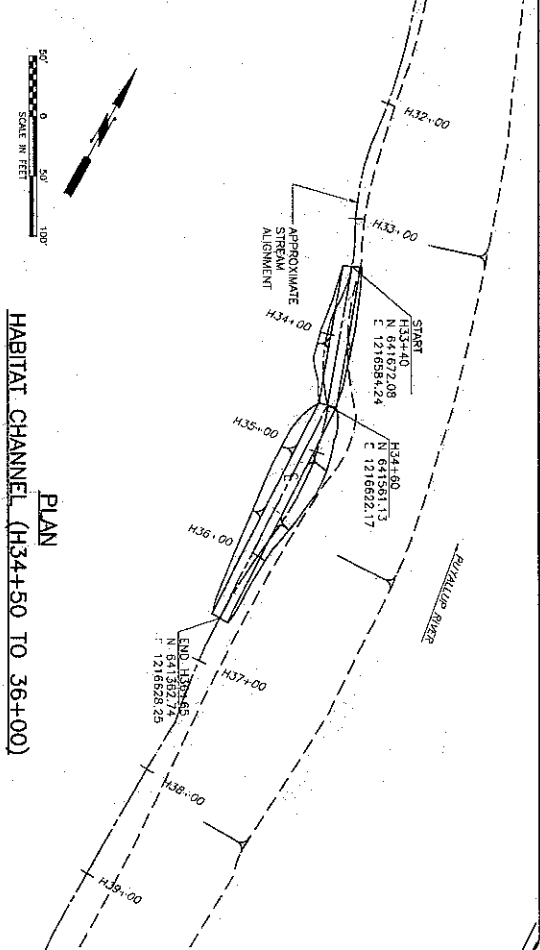 H32+00
H33+00
APPROXIMATE
STREAM
ALIGNMENT
START
H33+40
N 641672.08
E 1216584.24
H34+00
H34+60
N 641561.13
E 1216622.17
H35+00
H36+00
PUYALLUP RIVER
END H36+65
N 641362.74
E 1216628.25
H37+00
H38+00
H39+00
50' 0 50' 100'
SCALE IN FEET
PLAN
HABITAT CHANNEL (H34+50 TO 36+00)